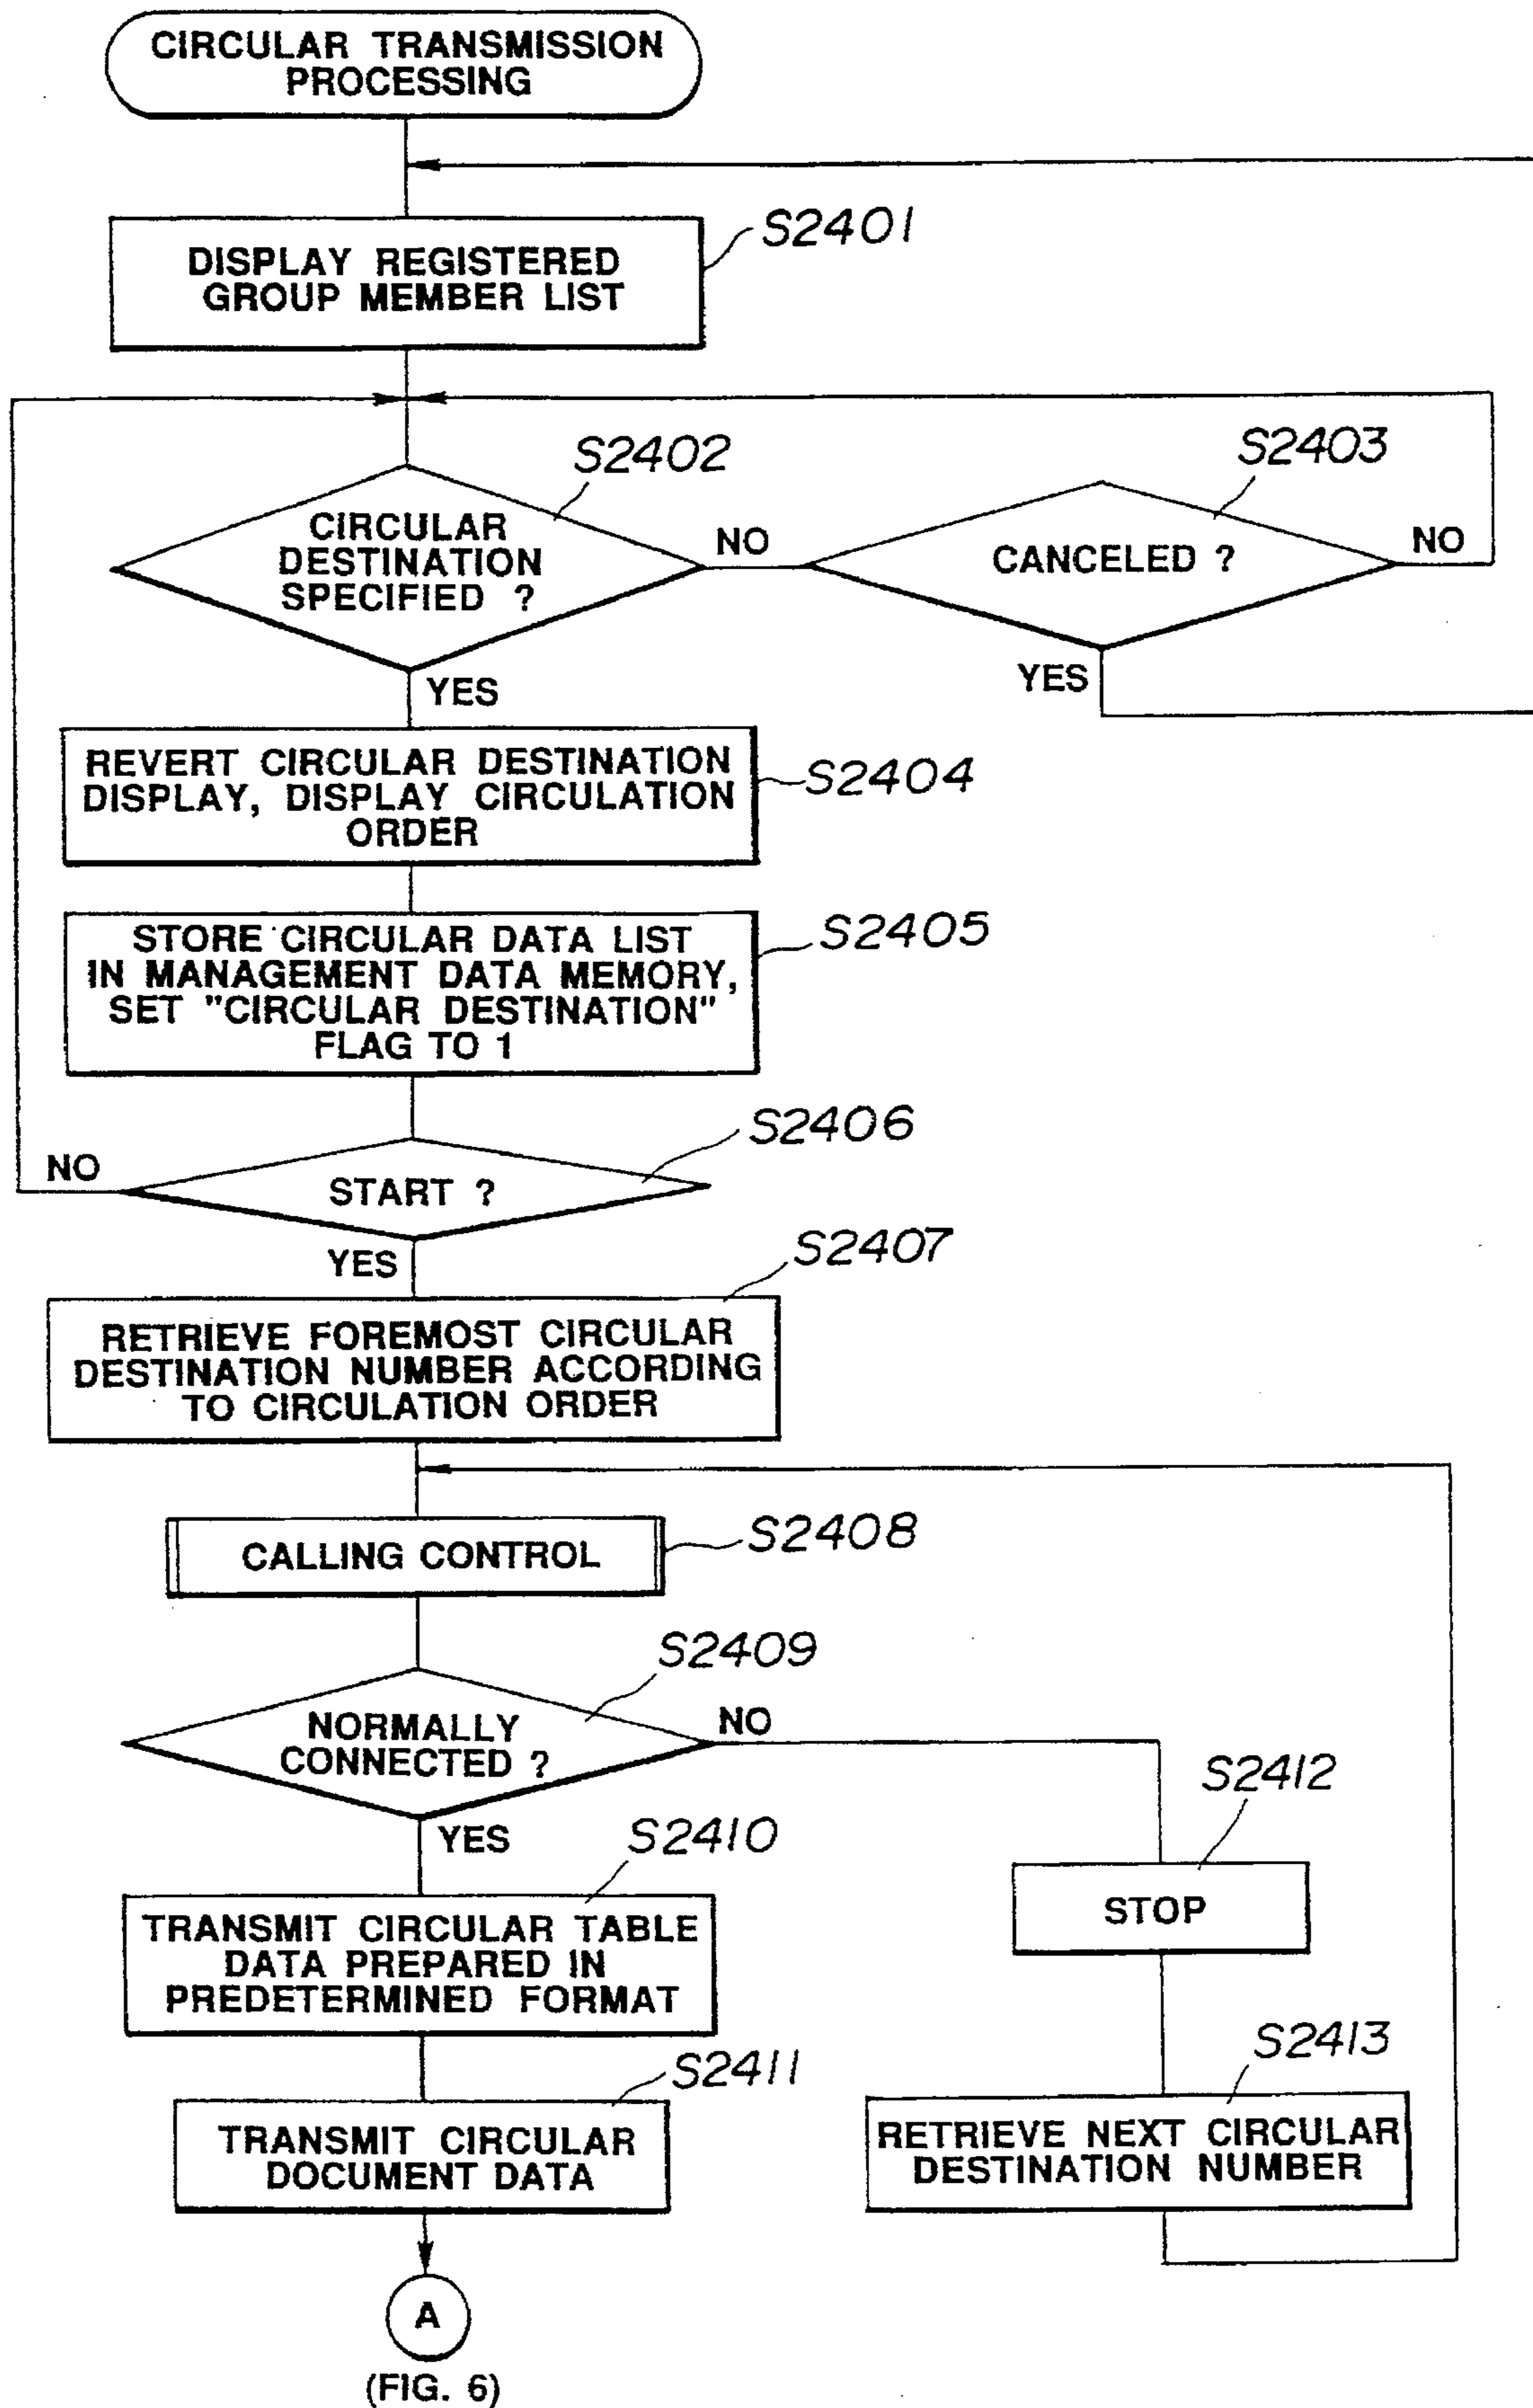 CIRCULAR TRANSMISSION
PROCESSING
S2401
DISPLAY REGISTERED
GROUP MEMBER LIST
S2402
CIRCULAR
DESTINATION
SPECIFIED ?
NO
S2403
CANCELED ?
NO
YES
YES
REVERT CIRCULAR DESTINATION
DISPLAY, DISPLAY CIRCULATION
ORDER
S2404
STORE CIRCULAR DATA LIST
IN MANAGEMENT DATA MEMORY,
SET "CIRCULAR DESTINATION"
FLAG TO 1
S2405
S2406
NO
START ?
YES
S2407
RETRIEVE FOREMOST CIRCULAR
DESTINATION NUMBER ACCORDING
TO CIRCULATION ORDER
CALLING CONTROL
S2408
S2409
NORMALLY
CONNECTED ?
NO
YES
S2410
TRANSMIT CIRCULAR TABLE
DATA PREPARED IN
PREDETERMINED FORMAT
S2412
STOP
S2411
TRANSMIT CIRCULAR
DOCUMENT DATA
S2413
RETRIEVE NEXT CIRCULAR
DESTINATION NUMBER
A
(FIG. 6)